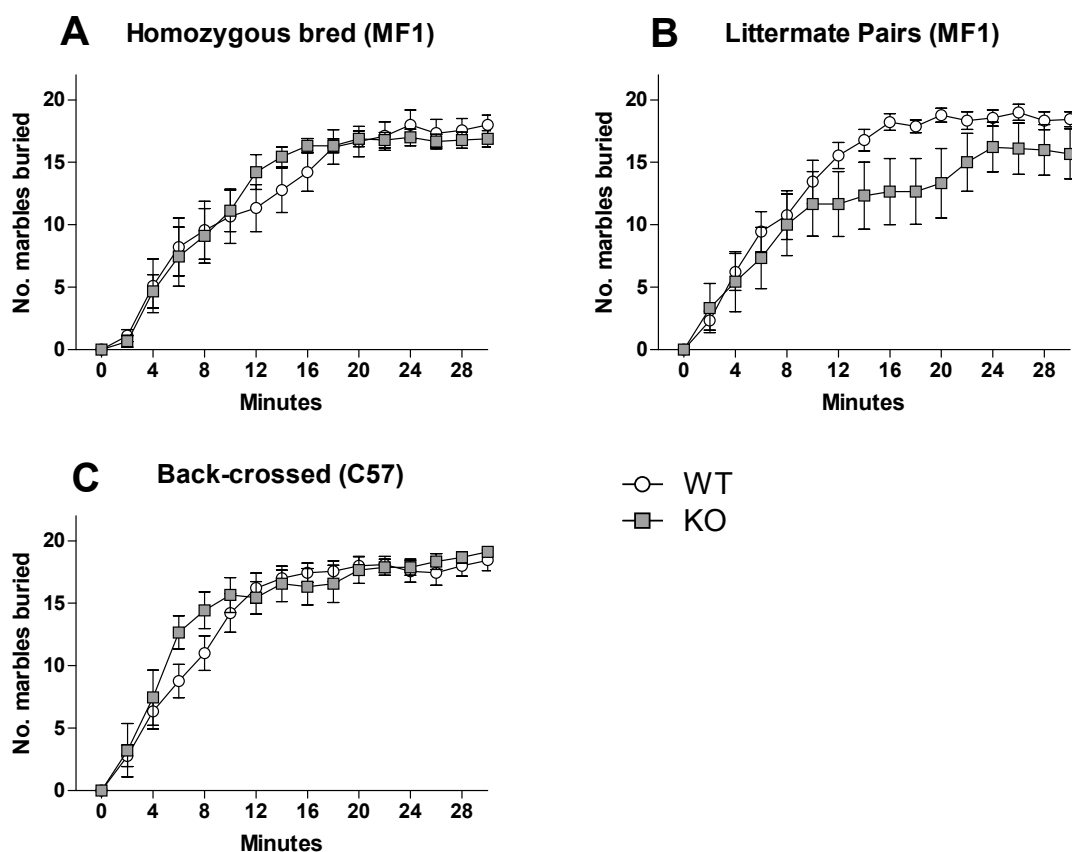 A Homozygous bred (MF1)
No. marbles buried
20
15
10
5
0
0 4 8 12 16 20 24 28
Minutes
B Littermate Pairs (MF1)
No. marbles buried
20
15
10
5
0
0 4 8 12 16 20 24 28
Minutes
C Back-crossed (C57)
No. marbles buried
20
15
10
5
0
0 4 8 12 16 20 24 28
Minutes
WT
KO